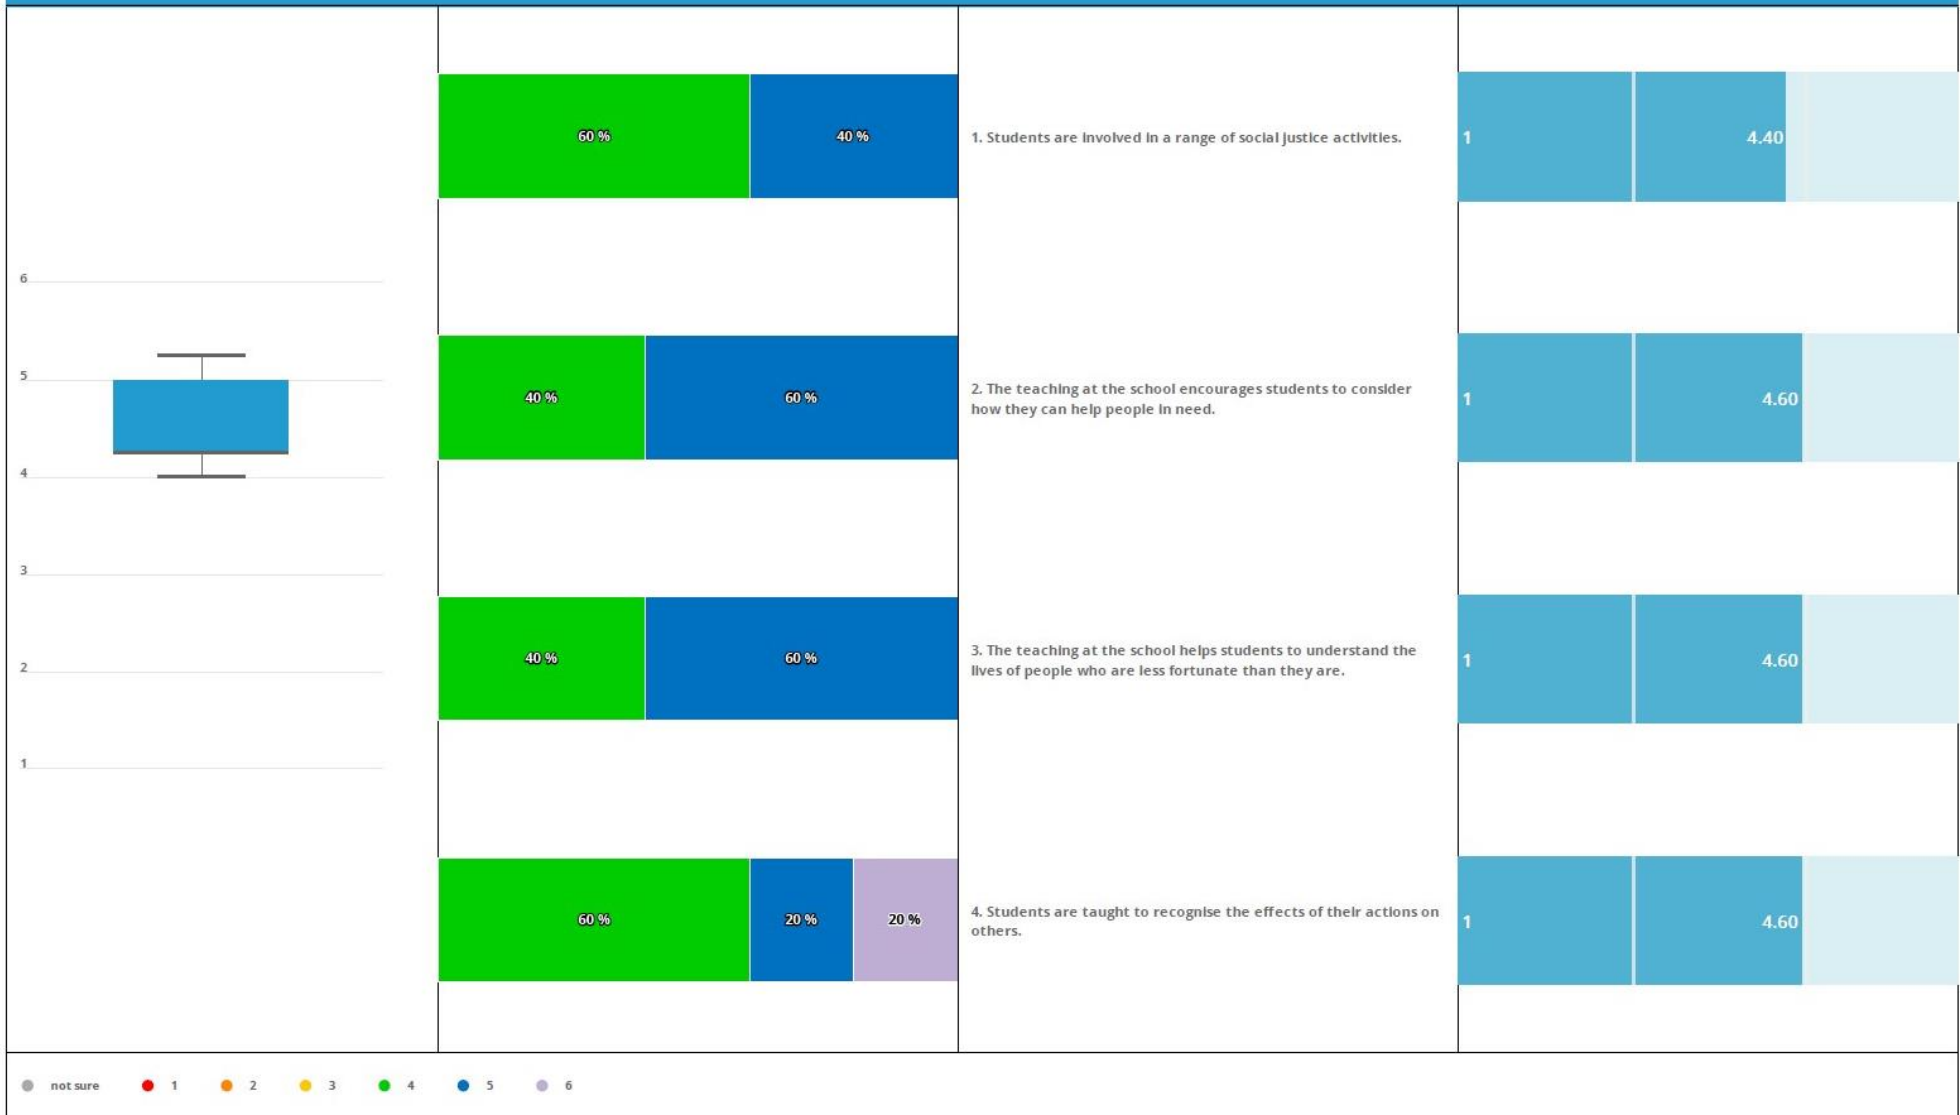 6
5
4
3
2
1
60 % 40 %
1. Students are involved in a range of social justice activities.
1 4.40
40 % 60 %
2. The teaching at the school encourages students to consider
how they can help people in need.
1 4.60
40 % 60 %
3. The teaching at the school helps students to understand the
lives of people who are less fortunate than they are.
1 4.60
60 % 20 % 20 %
4. Students are taught to recognise the effects of their actions on
others.
1 4.60
not sure 1 2 3 4 5 6